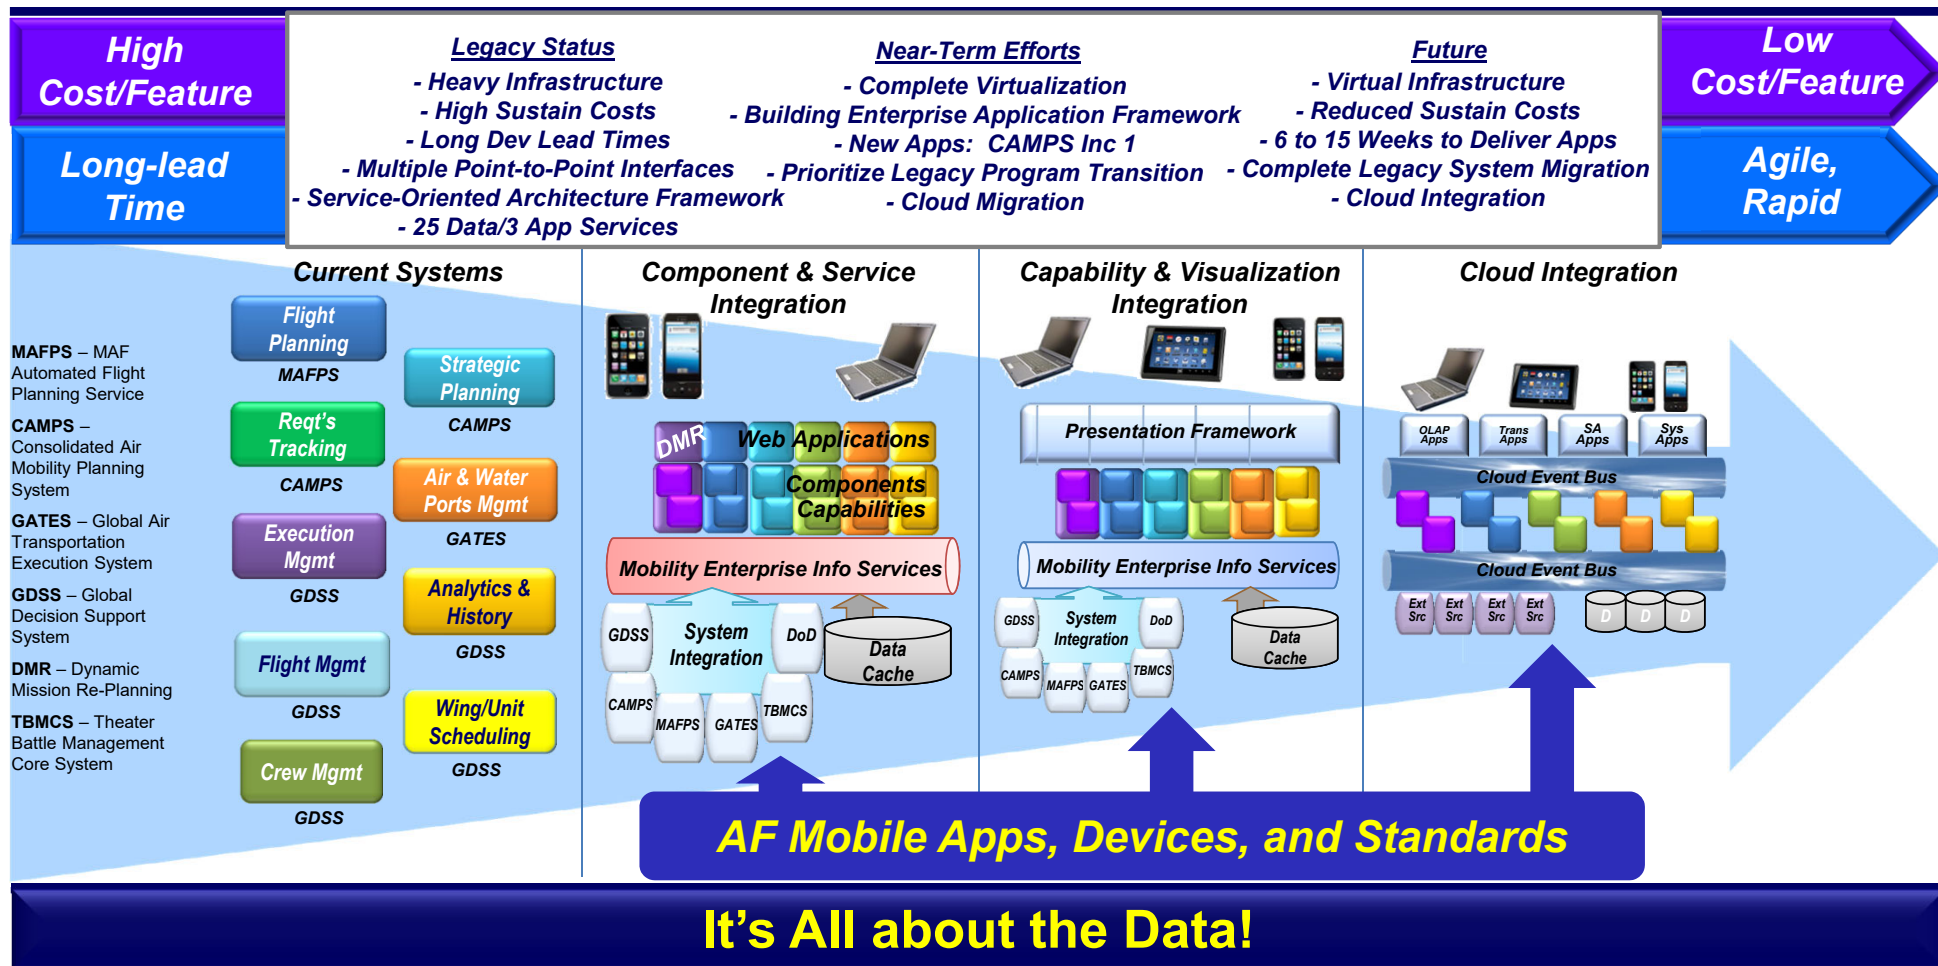 High
Cost/Feature
Long-lead
Time
Legacy Status
- Heavy Infrastructure
- High Sustain Costs
- Long Dev Lead Times
- Multiple Point-to-Point Interfaces
- Service-Oriented Architecture Framework
- 25 Data/3 App Services
Near-Term Efforts
- Complete Virtualization
- Building Enterprise Application Framework
- New Apps:  CAMPS Inc 1
- Prioritize Legacy Program Transition
- Cloud Migration
Future
- Virtual Infrastructure
- Reduced Sustain Costs
- 6 to 15 Weeks to Deliver Apps
- Complete Legacy System Migration
- Cloud Integration
Low
Cost/Feature
Agile,
Rapid
MAFPS – MAF
Automated Flight
Planning Service
CAMPS –
Consolidated Air
Mobility Planning
System
GATES – Global Air
Transportation
Execution System
GDSS – Global
Decision Support
System
DMR – Dynamic
Mission Re-Planning
TBMCS – Theater
Battle Management
Core System
Current Systems
Flight
Planning
MAFPS
Strategic
Planning
CAMPS
Reqt's
Tracking
CAMPS
Air & Water
Ports Mgmt
GATES
Execution
Mgmt
GDSS
Analytics &
History
GDSS
Flight Mgmt
GDSS
Wing/Unit
Scheduling
GDSS
Crew Mgmt
GDSS
Component & Service
Integration
DMR
Web Applications
Components
Capabilities
Mobility Enterprise Info Services
GDSS
System
Integration
DoD
CAMPS
MAFPS
GATES
TBMCS
Data
Cache
Capability & Visualization
Integration
Presentation Framework
Mobility Enterprise Info Services
GDSS
System
Integration
DoD
CAMPS
MAFPS
GATES
TBMCS
Data
Cache
Cloud Integration
OLAP
Apps
Trans
Apps
SA
Apps
Sys
Apps
Cloud Event Bus
Cloud Event Bus
Ext
Src
Ext
Src
Ext
Src
Ext
Src
D
D
D
AF Mobile Apps, Devices, and Standards
It's All about the Data!